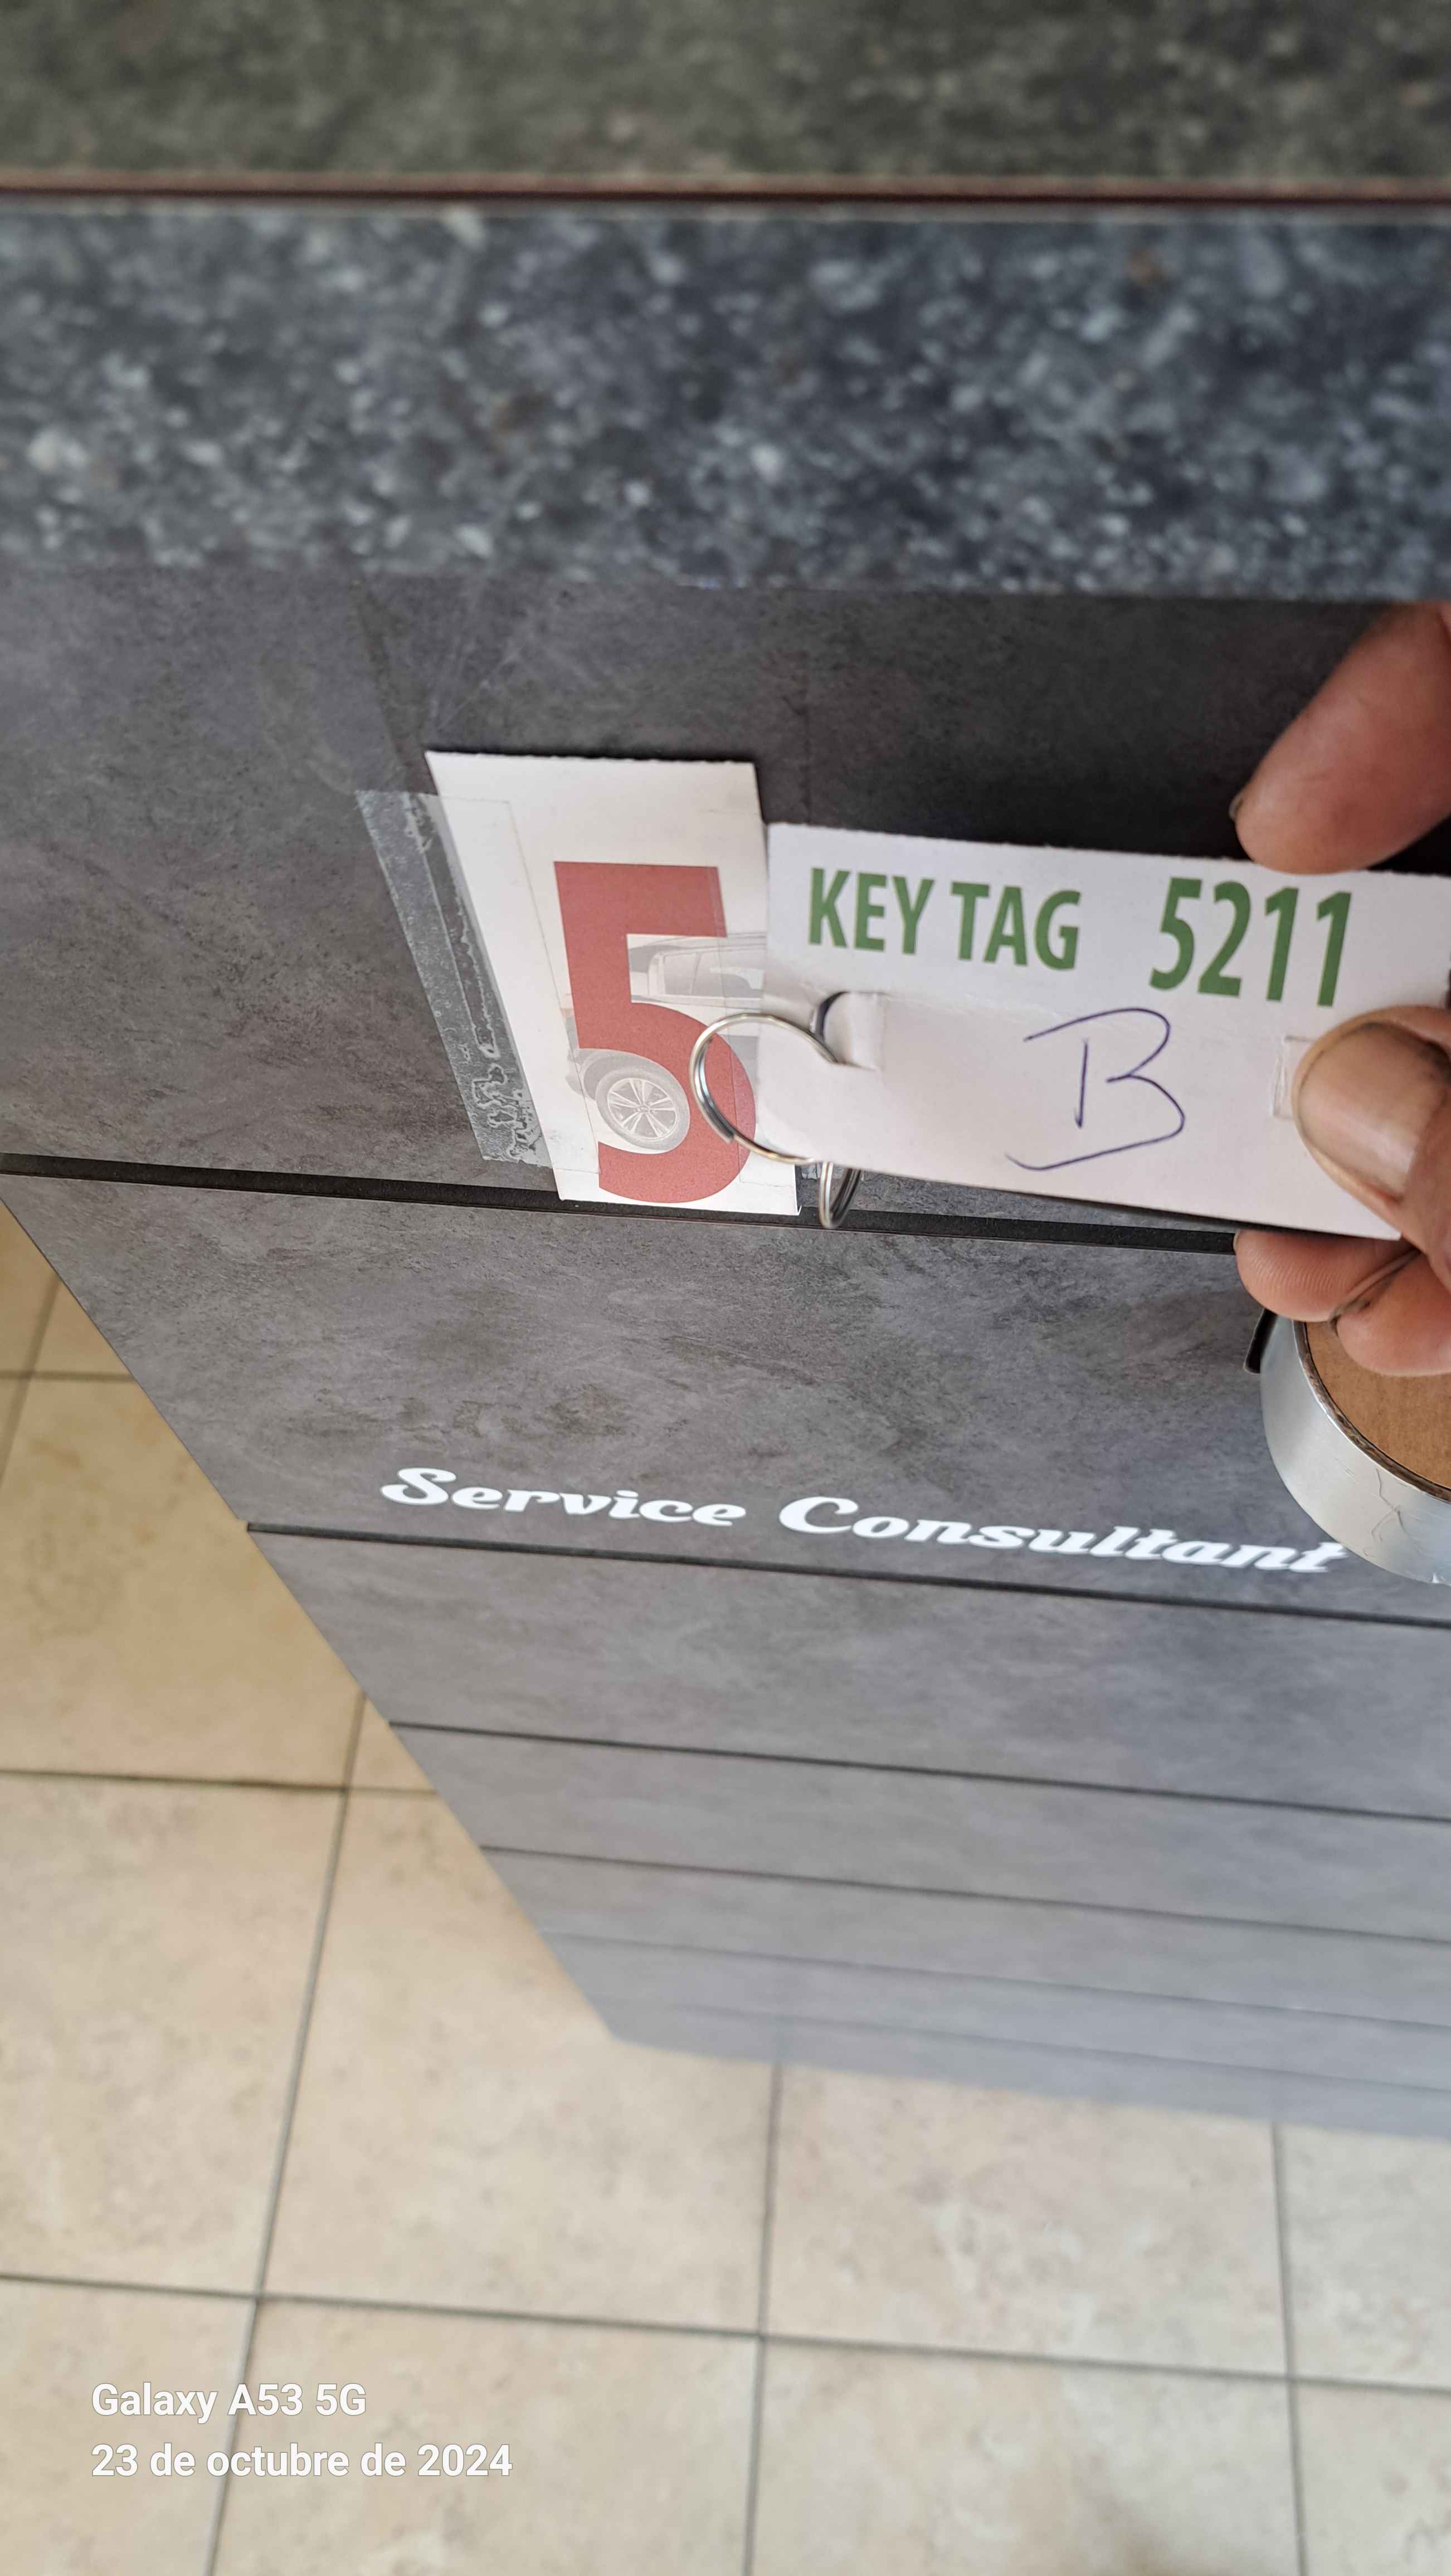 5
KEY TAG 5211
B
Service Consultant
Galaxy A53 5G
23 de octubre de 2024